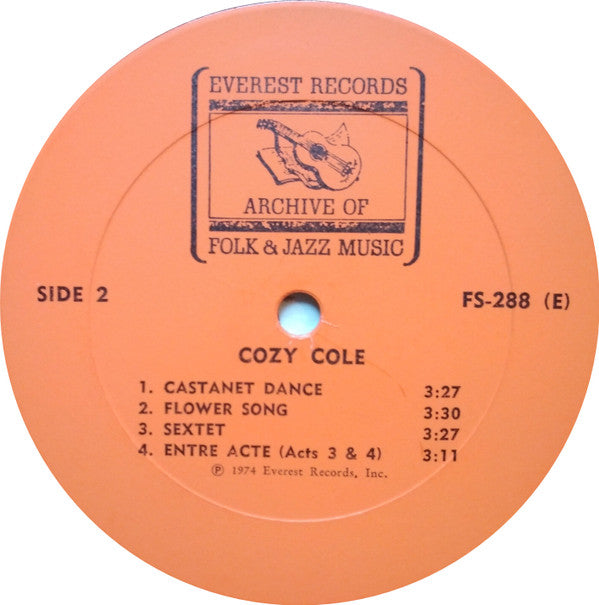 EVEREST RECORDS
ARCHIVE OF
FOLK & JAZZ MUSIC
SIDE 2
FS-288 (E)
COZY COLE
1. CASTANET DANCE 3:27
2. FLOWER SONG 3:30
3. SEXTET 3:27
4. ENTRE ACTE (Acts 3 & 4) 3:11
℗ 1974 Everest Records, Inc.